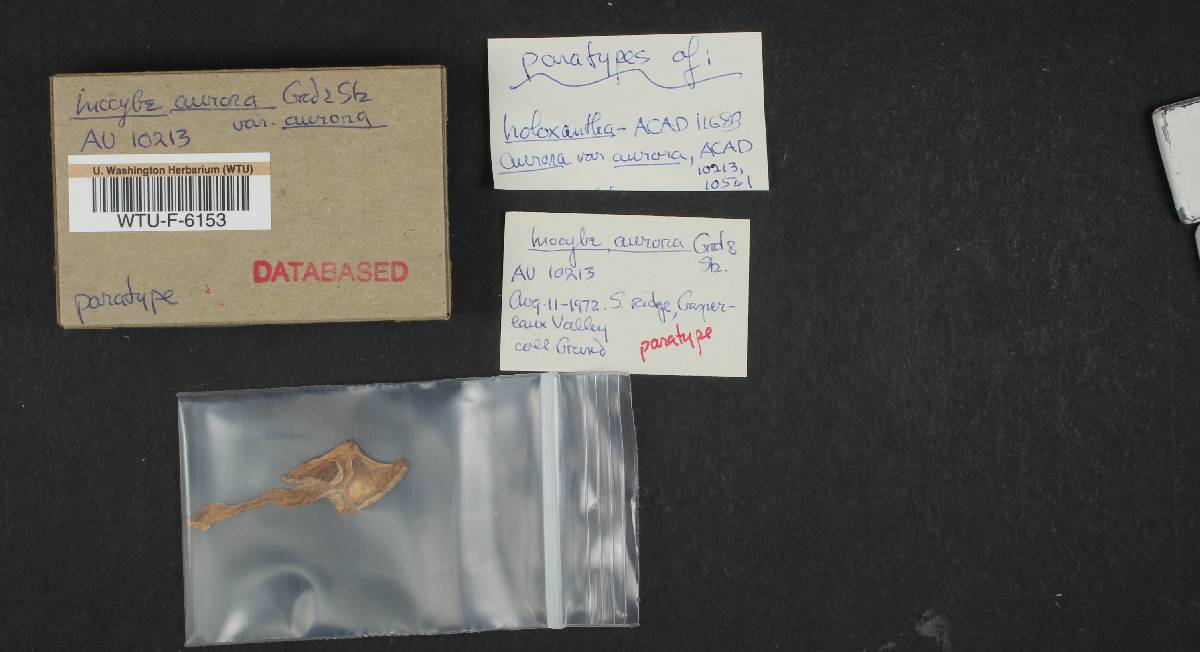 Inocybe aurora Grd & Stz
var. aurora
AU 10213
U. Washington Herbarium (WTU)
WTU-F-6153
DATABASED
paratype
paratypes of:
holoxantha - ACAD 11683
aurora var aurora, ACAD
10213,
10561
Inocybe aurora Grd &
Stz.
AU 10213
Aug. 11-1972. S. Ridge, Gasper-
eaux Valley
coll Grund
paratype